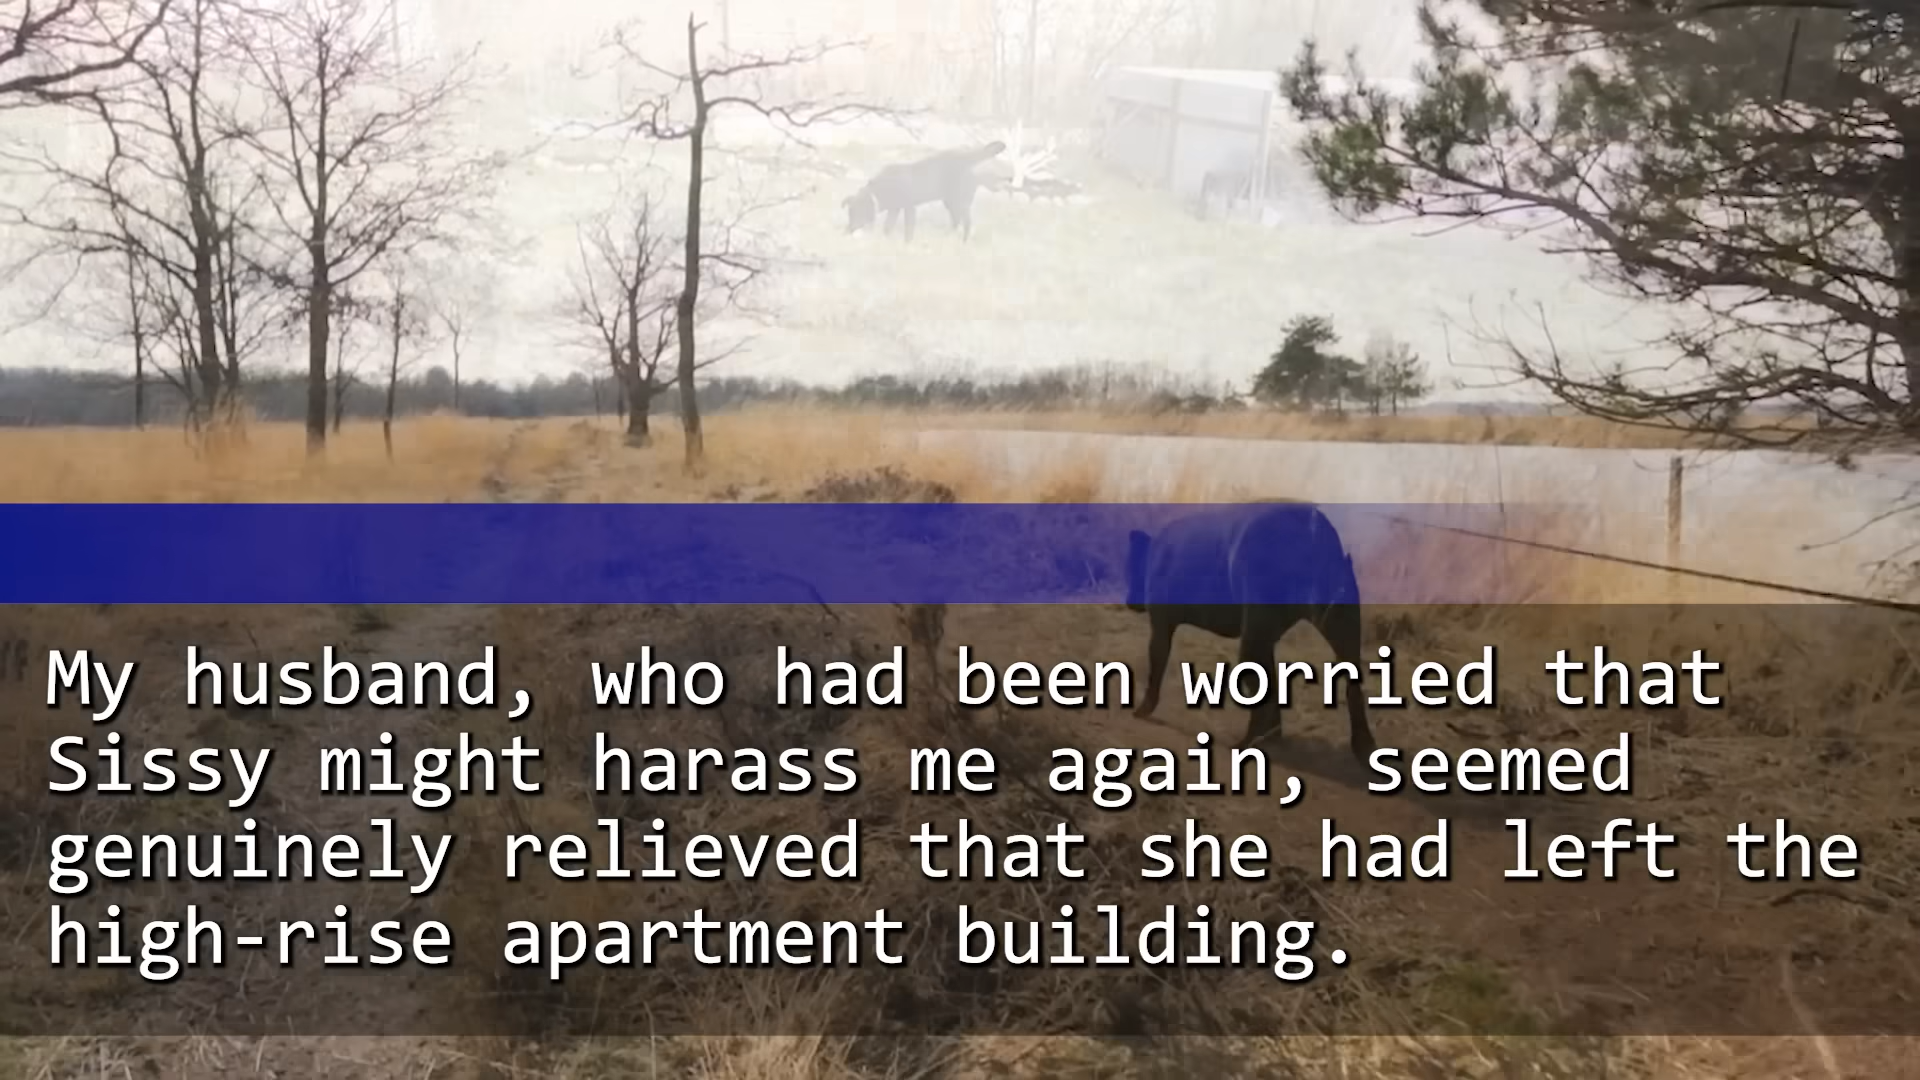 My husband, who had been worried that
Sissy might harass me again, seemed
genuinely relieved that she had left the
high-rise apartment building.